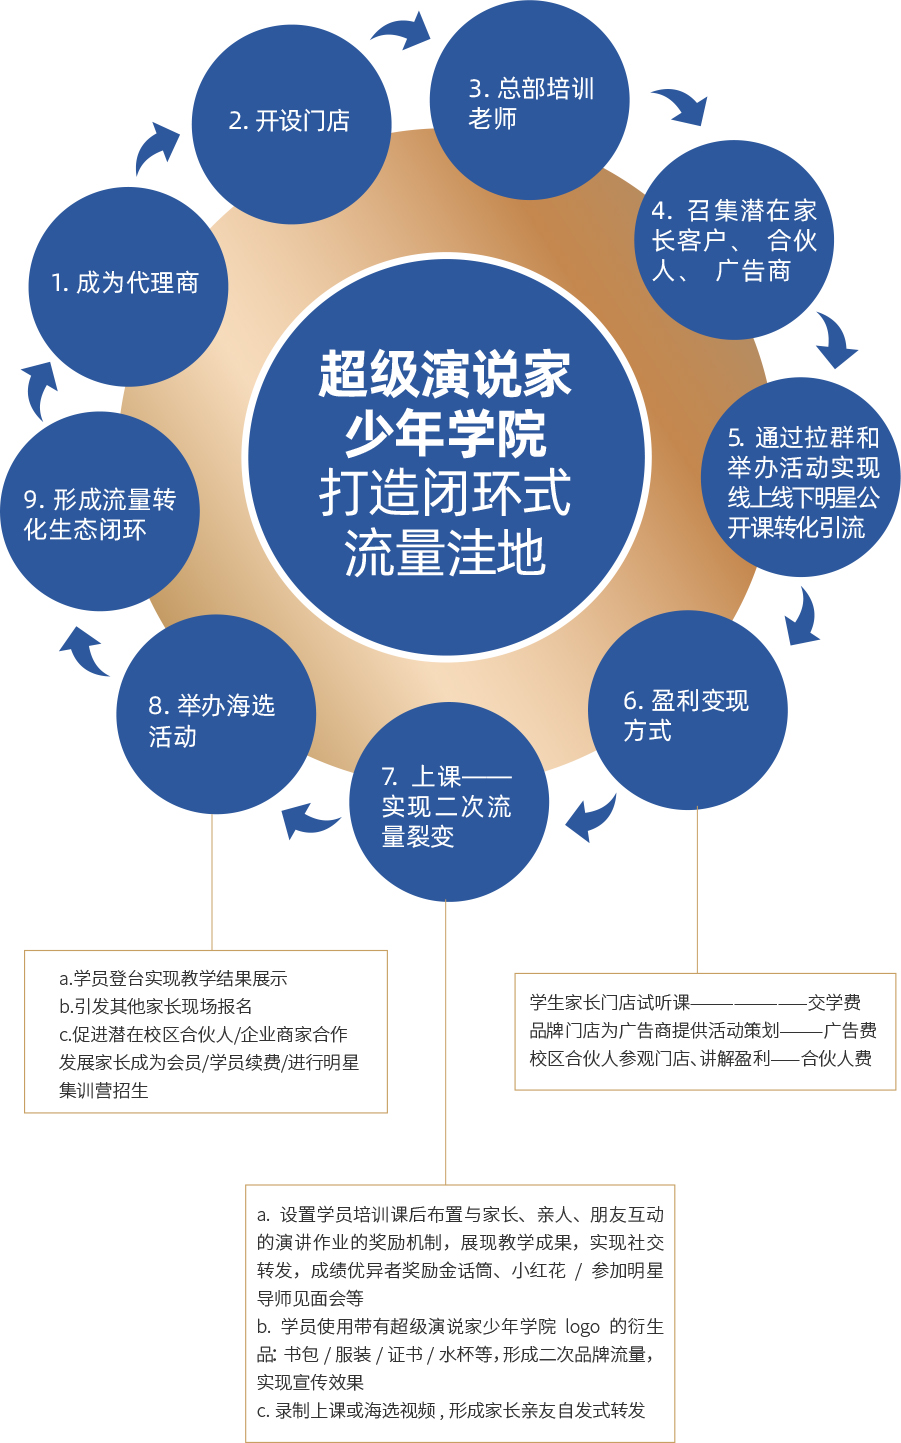 超级演说家
少年学院
打造闭环式
流量洼地
1. 成为代理商
2. 开设门店
3. 总部培训
老师
4. 召集潜在家
长客户、 合伙
人、 广告商
5. 通过拉群和
举办活动实现
线上线下明星公
开课转化引流
6. 盈利变现
方式
7. 上课——
实现二次流
量裂变
8. 举办海选
活动
9. 形成流量转
化生态闭环
a.学员登台实现教学结果展示
b.引发其他家长现场报名
c.促进潜在校区合伙人/企业商家合作
发展家长成为会员/学员续费/进行明星
集训营招生
学生家长门店试听课————————交学费
品牌门店为广告商提供活动策划———广告费
校区合伙人参观门店、讲解盈利——合伙人费
a. 设置学员培训课后布置与家长、亲人、朋友互动
的演讲作业的奖励机制，展现教学成果，实现社交
转发，成绩优异者奖励金话筒、小红花 / 参加明星
导师见面会等
b. 学员使用带有超级演说家少年学院 logo 的衍生
品：书包 / 服装 / 证书 / 水杯等，形成二次品牌流量，
实现宣传效果
c. 录制上课或海选视频 , 形成家长亲友自发式转发